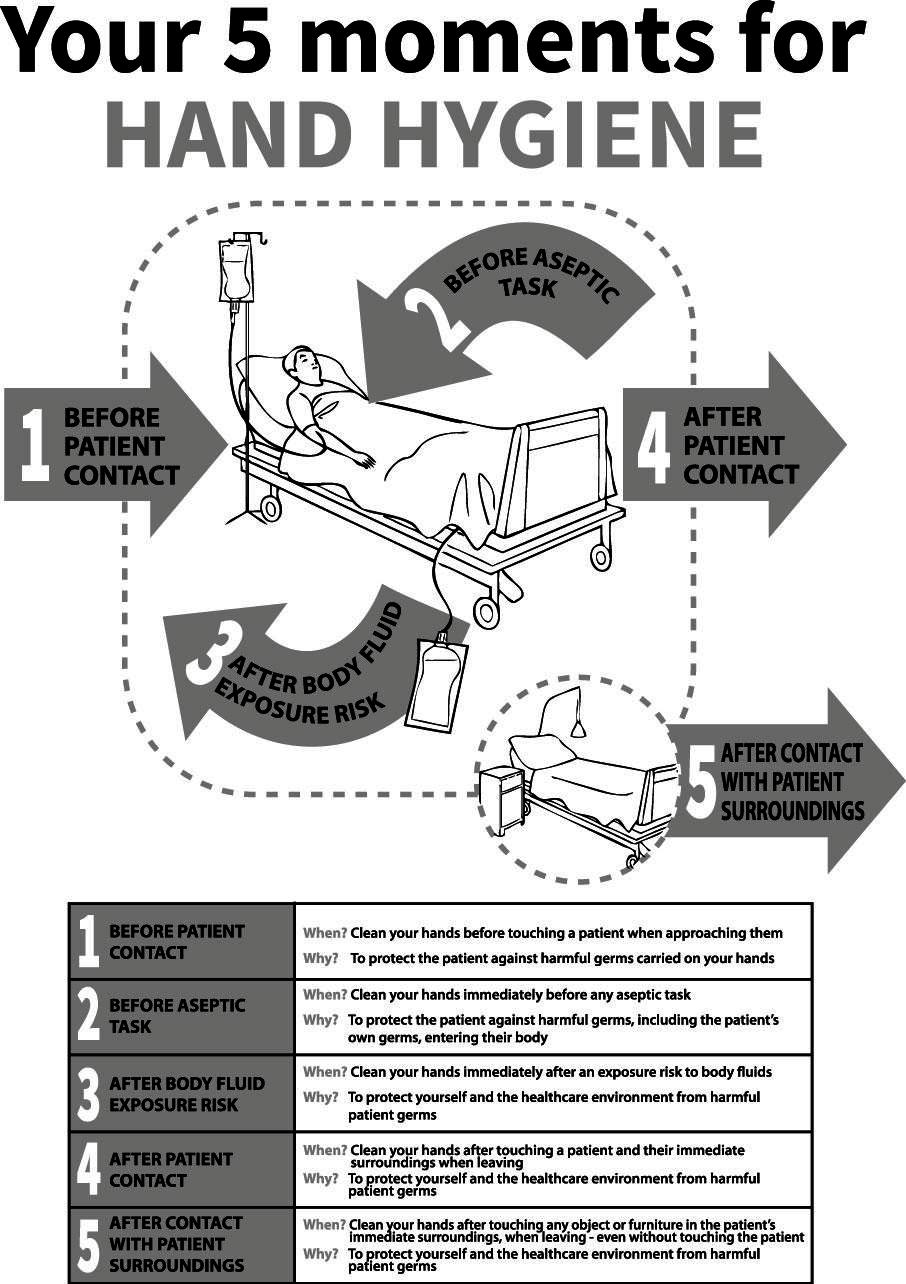 Your 5 moments for
HAND HYGIENE
2 BEFORE ASEPTIC
TASK
1 BEFORE
PATIENT
CONTACT
4 AFTER
PATIENT
CONTACT
3 AFTER BODY FLUID
EXPOSURE RISK
5 AFTER CONTACT
WITH PATIENT
SURROUNDINGS
1 BEFORE PATIENT
CONTACT
When? Clean your hands before touching a patient when approaching them
Why? To protect the patient against harmful germs carried on your hands
2 BEFORE ASEPTIC
TASK
When? Clean your hands immediately before any aseptic task
Why? To protect the patient against harmful germs, including the patient's
own germs, entering their body
3 AFTER BODY FLUID
EXPOSURE RISK
When? Clean your hands immediately after an exposure risk to body fluids
Why? To protect yourself and the healthcare environment from harmful
patient germs
4 AFTER PATIENT
CONTACT
When? Clean your hands after touching a patient and their immediate
surroundings when leaving
Why? To protect yourself and the healthcare environment from harmful
patient germs
5 AFTER CONTACT
WITH PATIENT
SURROUNDINGS
When? Clean your hands after touching any object or furniture in the patient's
immediate surroundings, when leaving - even without touching the patient
Why? To protect yourself and the healthcare environment from harmful
patient germs